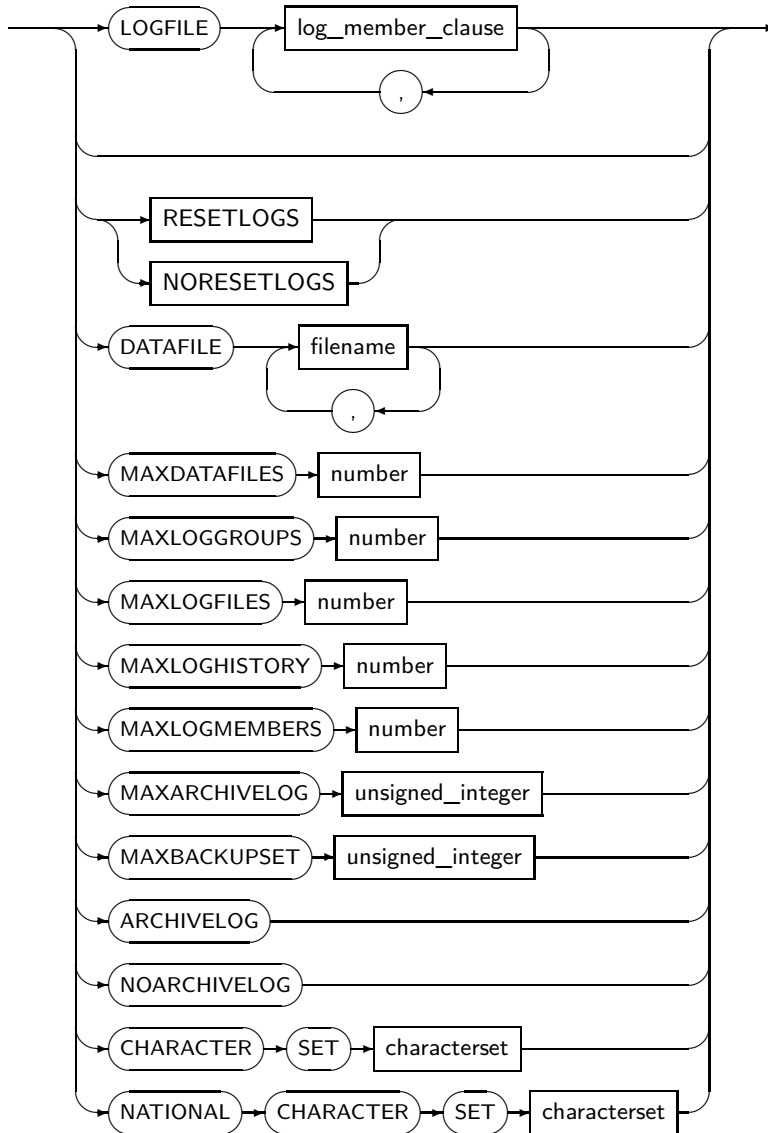 LOGFILE log_member_clause
,
RESETLOGS
NORESETLOGS
DATAFILE filename
,
MAXDATAFILES number
MAXLOGGROUPS number
MAXLOGFILES number
MAXLOGHISTORY number
MAXLOGMEMBERS number
MAXARCHIVELOG unsigned_integer
MAXBACKUPSET unsigned_integer
ARCHIVELOG
NOARCHIVELOG
CHARACTER SET characterset
NATIONAL CHARACTER SET characterset